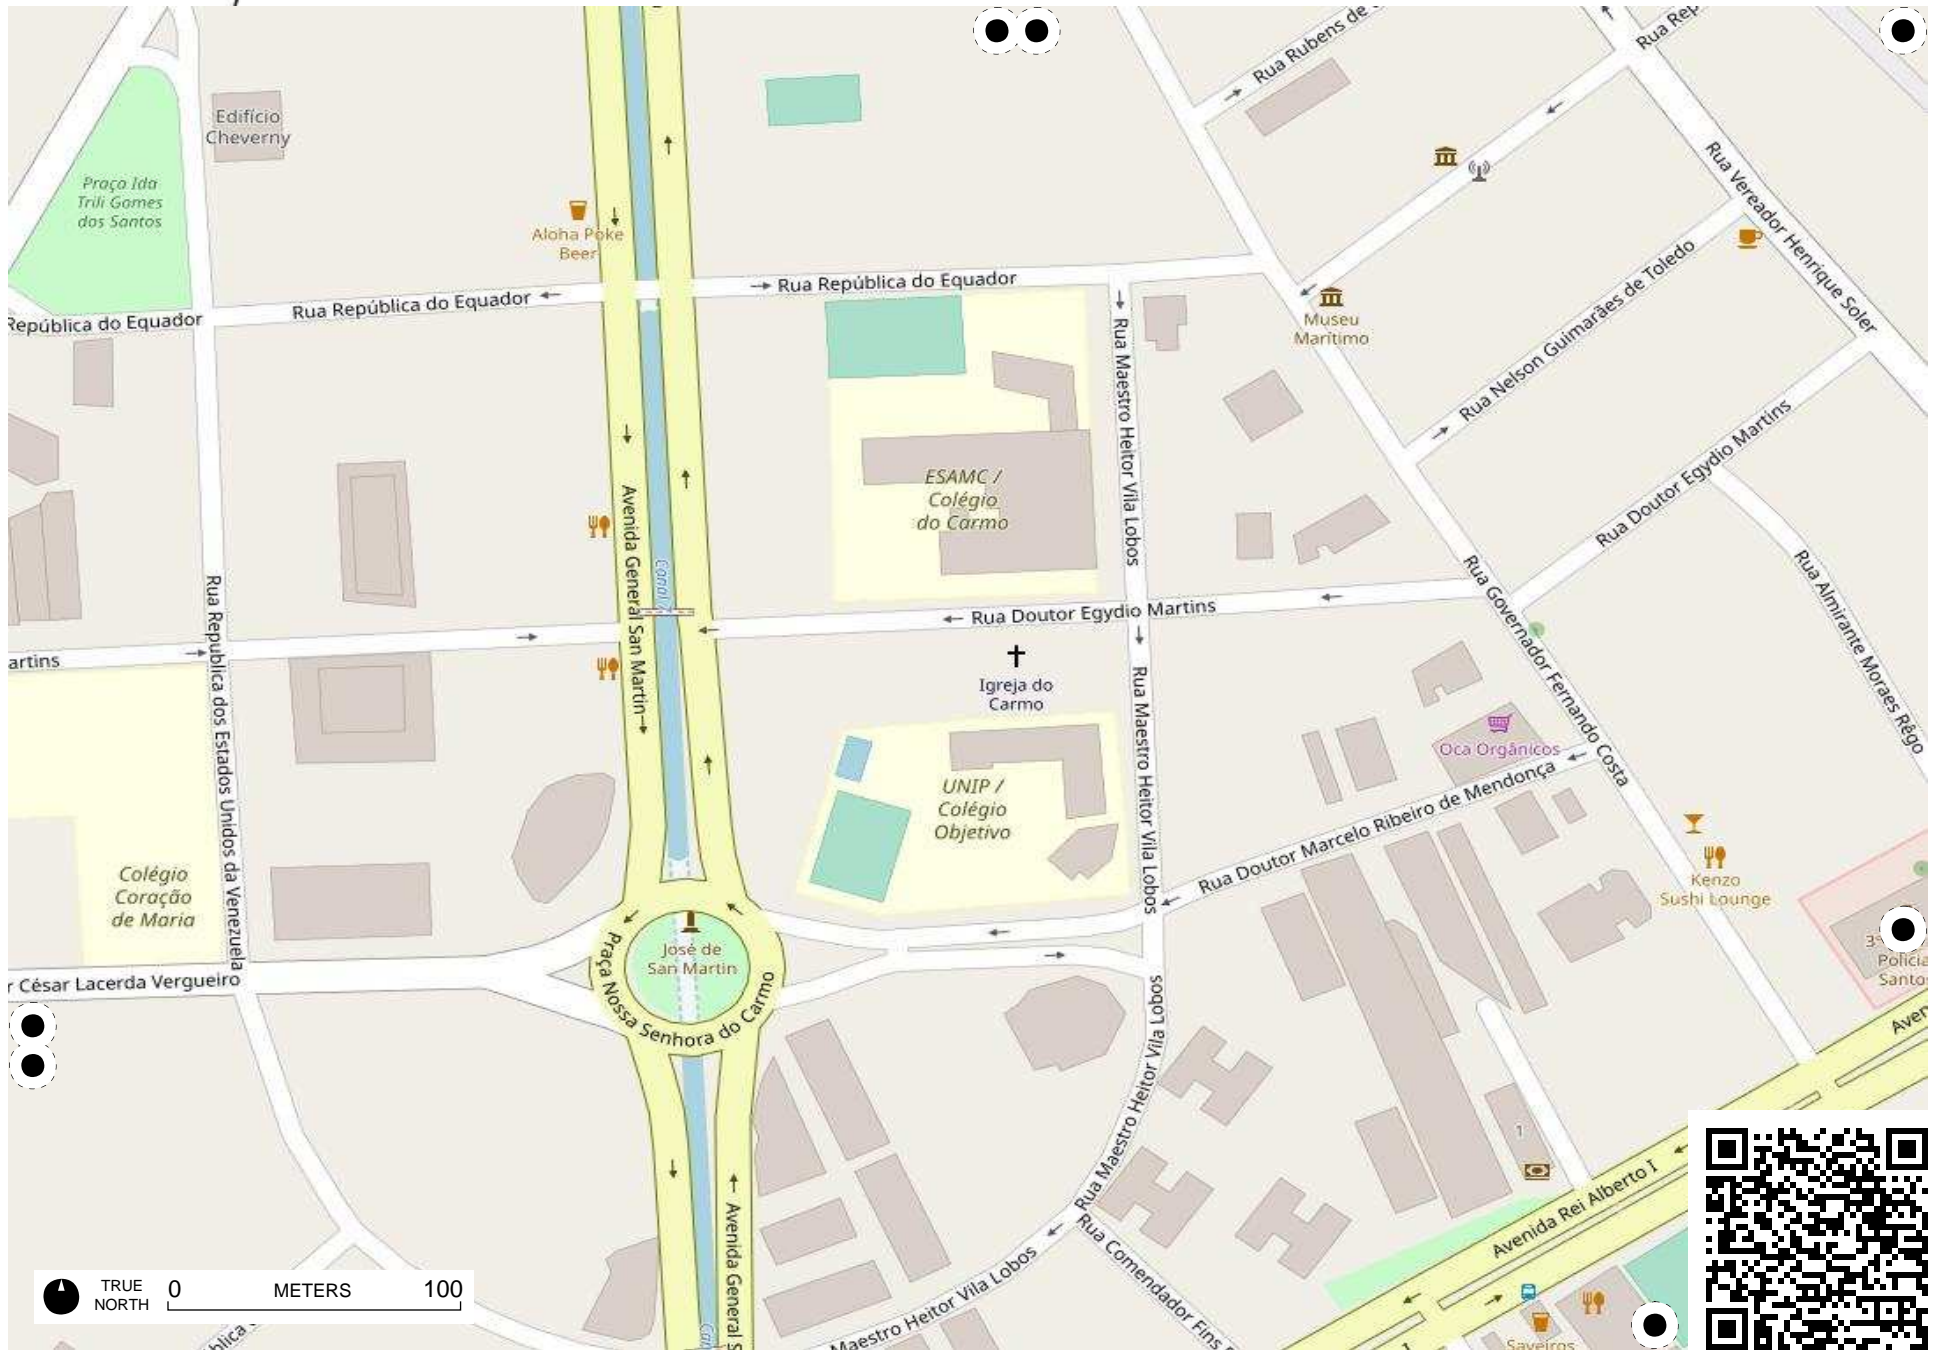 Rua Rubens de
Rua Rep
Edifício
Cheverny
Praça Ida
Trili Gomes
dos Santos
Aloha Poke
Beer
Rua Vereador Henrique Soler
República do Equador
Rua República do Equador
Rua República do Equador
Museu
Marítimo
Rua Nelson Guimarães de Toledo
Rua Maestro Heitor Vila Lobos
ESAMC /
Colégio
do Carmo
Rua Doutor Egydio Martins
Avenida General San Martin
Canal
Rua Governador Fernando Costa
Rua Almirante Moraes Rêgo
Rua Republica dos Estados Unidos da Venezuela
artins
Rua Doutor Egydio Martins
Igreja do
Carmo
Rua Maestro Heitor Vila Lobos
Oca Orgânicos
Rua Doutor Marcelo Ribeiro de Mendonça
UNIP /
Colégio
Objetivo
Colégio
Coração
de Maria
Kenzo
Sushi Lounge
José de
San Martin
Praça Nossa Senhora do Carmo
r César Lacerda Vergueiro
3º
Polícia
Santo
Aven
Rua Maestro Heitor Vila Lobos
1
Avenida Rei Alberto I
Avenida General S
Can
Maestro Heitor Vila Lobos
Rua Comendador Fins
TRUE
NORTH
0 METERS 100
blica
Saveiros